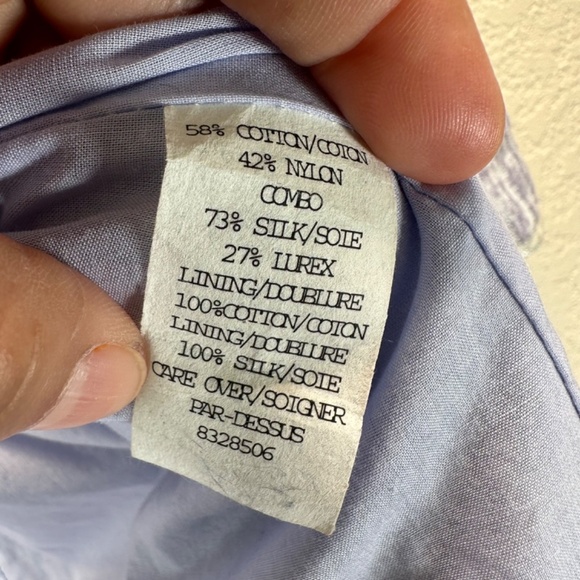 58% COTTON/COTON
42% NYLON
COMBO
73% SILK/SOIE
27% LUREX
LINING/DOUBLURE
100%COTTON/COTON
LINING/DOUBLURE
100% SILK/SOIE
CARE OVER/SOIGNER
PAR-DESSUS
8328506